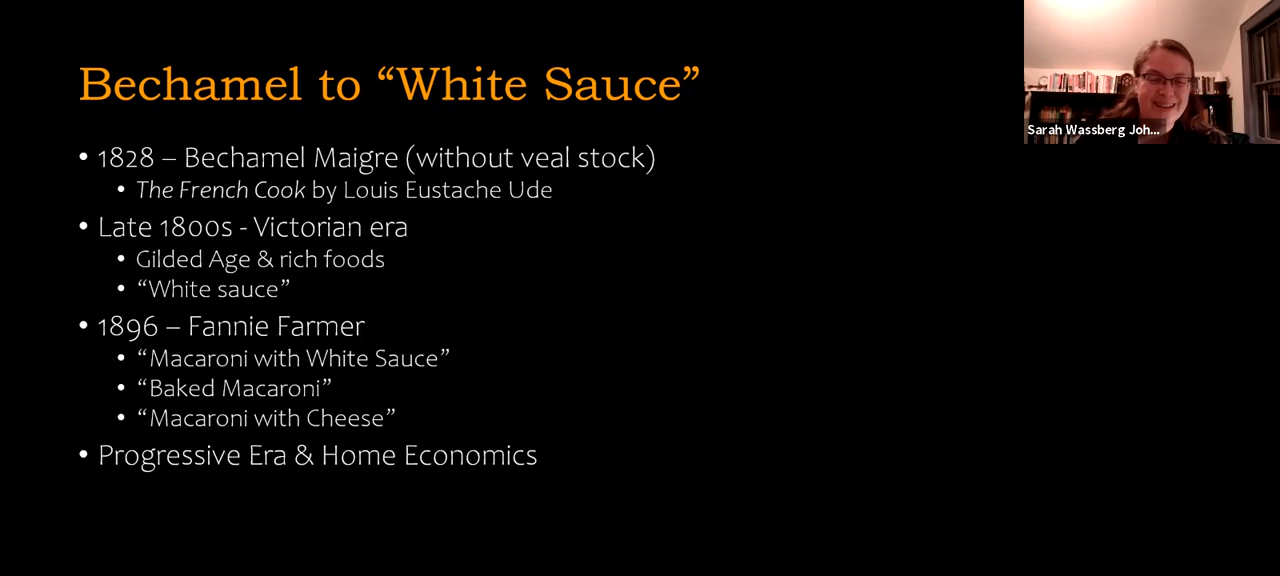 Bechamel to “White Sauce”
• 1828 – Bechamel Maigre (without veal stock)
• The French Cook by Louis Eustache Ude
• Late 1800s - Victorian era
• Gilded Age & rich foods
• “White sauce”
• 1896 – Fannie Farmer
• “Macaroni with White Sauce”
• “Baked Macaroni”
• “Macaroni with Cheese”
• Progressive Era & Home Economics
Sarah Wassberg Joh...